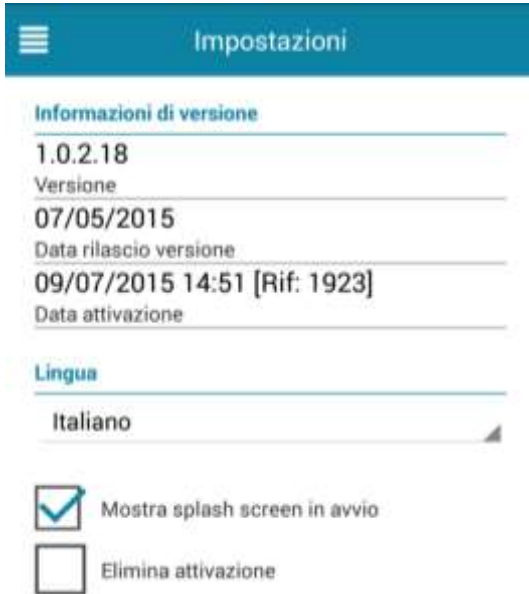 Impostazioni
Informazioni di versione
1.0.2.18
Versione
07/05/2015
Data rilascio versione
09/07/2015 14:51 [Rif: 1923]
Data attivazione
Lingua
Italiano
Mostra splash screen in avvio
Elimina attivazione